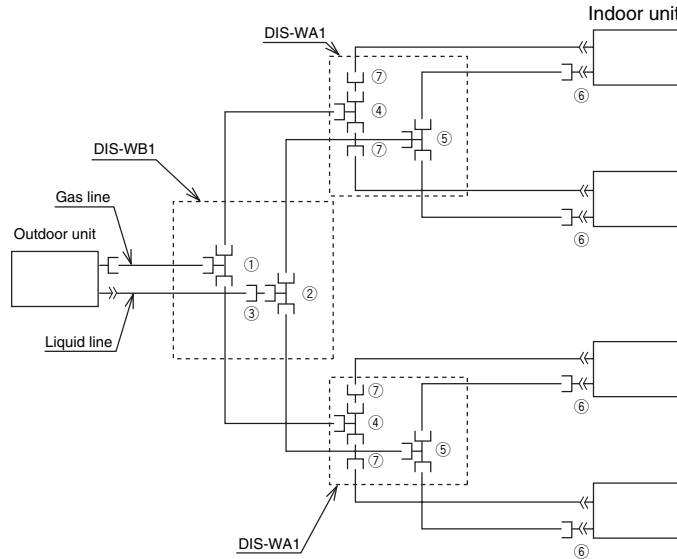 Indoor unit
DIS-WA1
⑦
④
⑦
⑤
⑥
⑥
DIS-WB1
Gas line
Outdoor unit
①
②
③
Liquid line
⑦
④
⑦
⑤
⑥
⑥
DIS-WA1